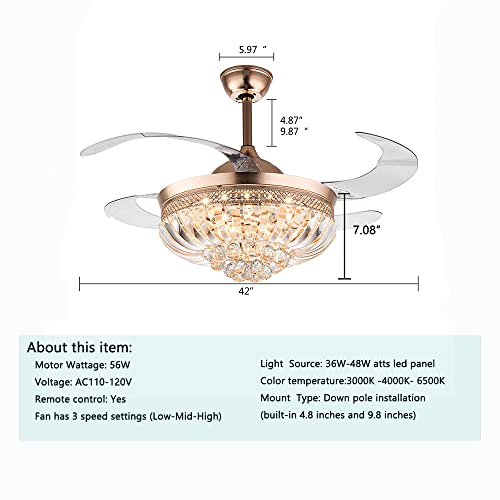 5.97 "
4.87"
9.87"
7.08"
42"
About this item:
Motor Wattage: 56W
Voltage: AC110-120V
Remote control: Yes
Fan has 3 speed settings (Low-Mid-High)
Light Source: 36W-48W atts led panel
Color temperature:3000K -4000K- 6500K
Mount Type: Down pole installation
(built-in 4.8 inches and 9.8 inches)